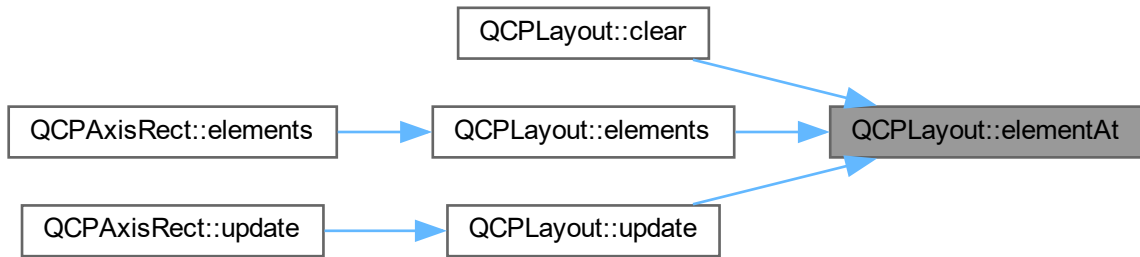 QCPLayout::clear
QCPAxisRect::elements
QCPLayout::elements
QCPLayout::elementAt
QCPAxisRect::update
QCPLayout::update